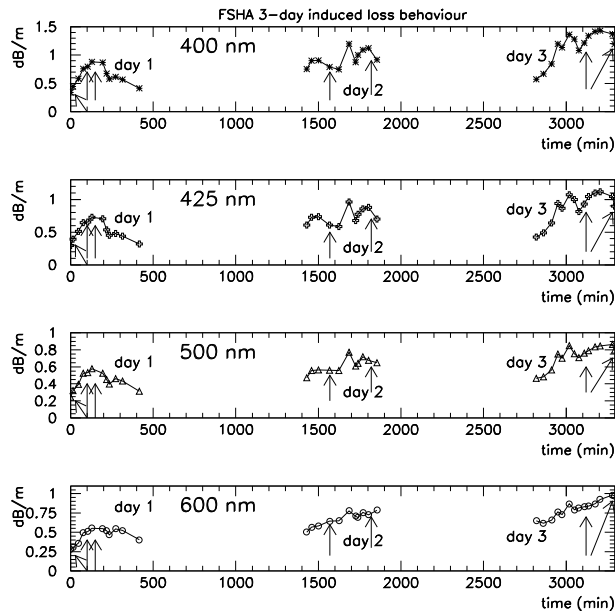 FSHA 3-day induced loss behaviour
dB/m
1.5
1
0.5
0
400 nm
day 1
day 2
day 3
0 500 1000 1500 2000 2500 3000
time (min)
dB/m
1
0.5
0
425 nm
day 1
day 2
day 3
0 500 1000 1500 2000 2500 3000
time (min)
dB/m
1
0.8
0.6
0.4
0.2
0
500 nm
day 1
day 2
day 3
0 500 1000 1500 2000 2500 3000
time (min)
dB/m
1
0.75
0.5
0.25
0
600 nm
day 1
day 2
day 3
0 500 1000 1500 2000 2500 3000
time (min)